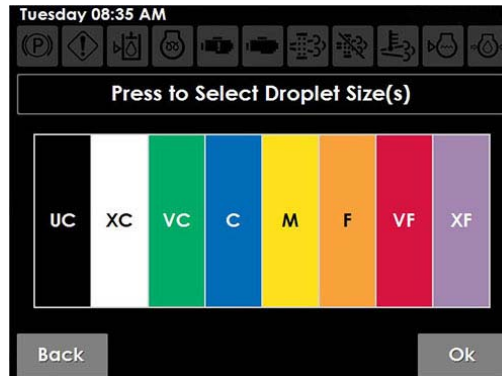 Tuesday 08:35 AM
Press to Select Droplet Size(s)
UC XC VC C M F VF XF
Back Ok